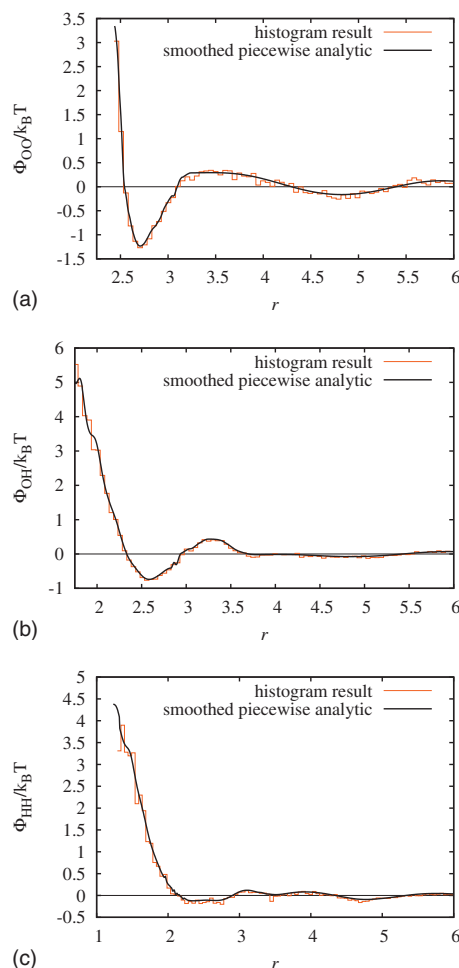 3.5
3
2.5
2
1.5
1
0.5
0
-0.5
-1
-1.5
Φ_OO/k_BT
histogram result
smoothed piecewise analytic
2.5 3 3.5 4 4.5 5 5.5 6
(a)
r
6
5
4
3
2
1
0
-1
Φ_OH/k_BT
histogram result
smoothed piecewise analytic
2 2.5 3 3.5 4 4.5 5 5.5 6
(b)
r
5
4.5
4
3.5
3
2.5
2
1.5
1
0.5
0
-0.5
Φ_HH/k_BT
histogram result
smoothed piecewise analytic
1 2 3 4 5 6
(c)
r